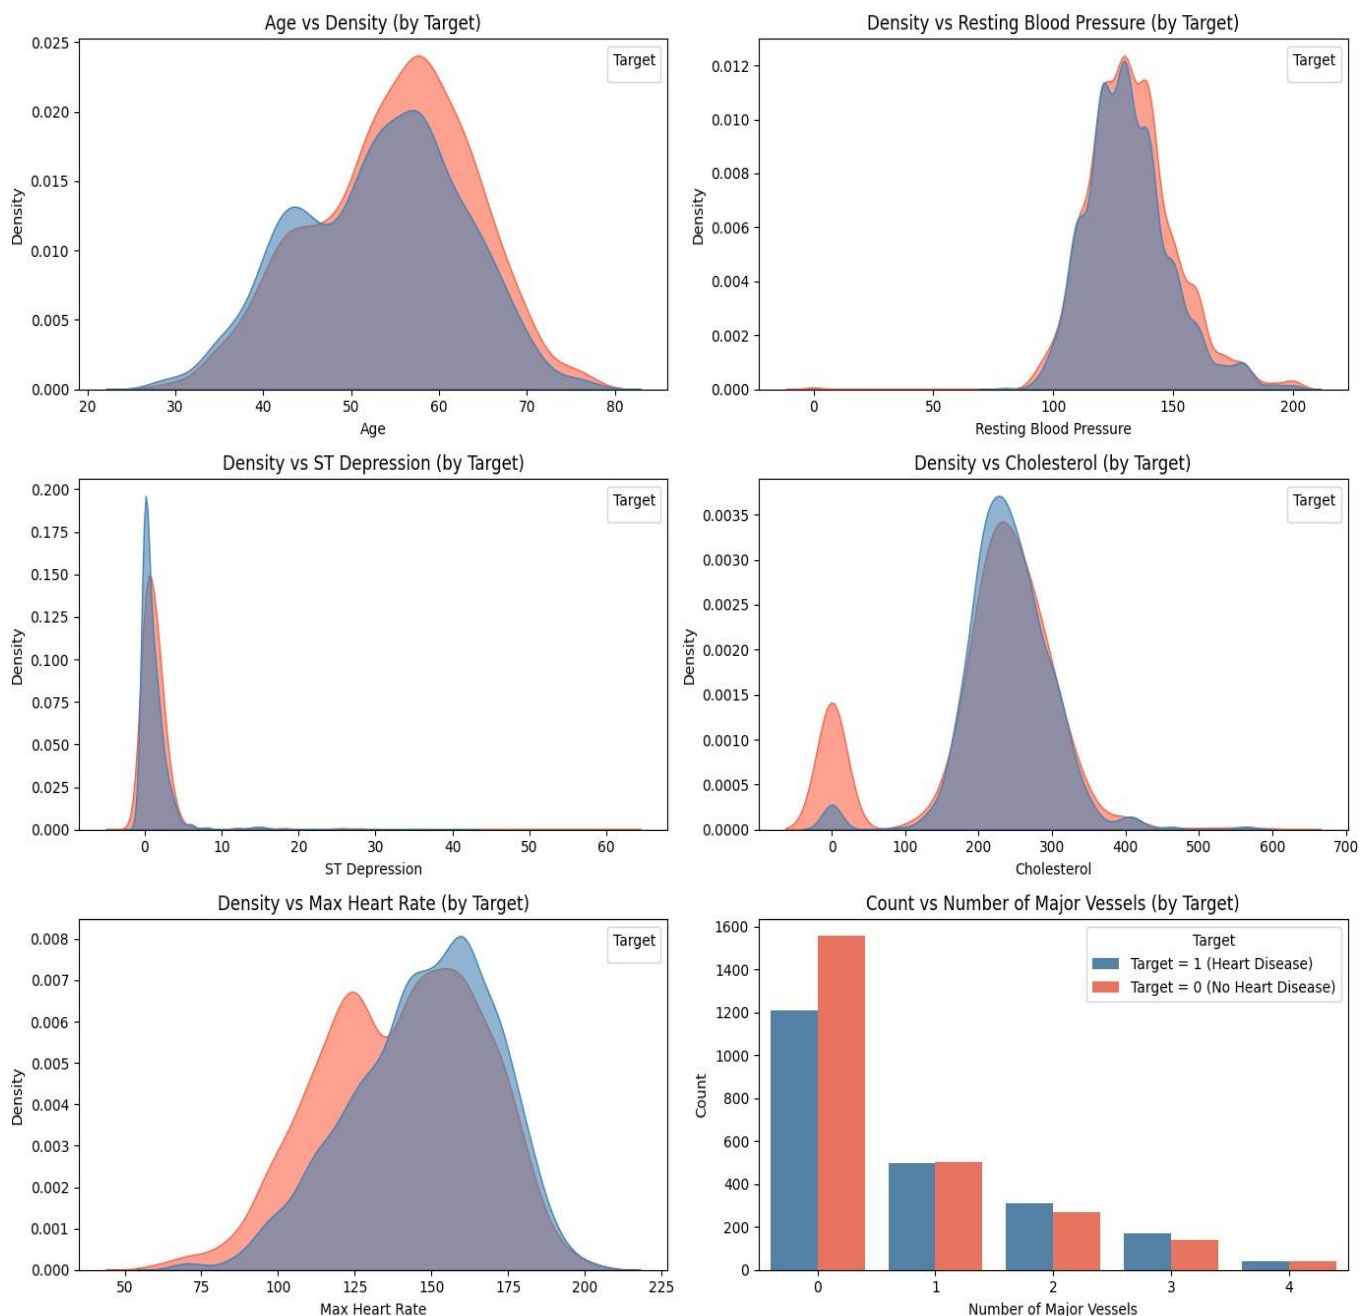 Age vs Density (by Target)
Target
0.025
0.020
0.015
0.010
0.005
0.000
Density
20 30 40 50 60 70 80
Age
Density vs Resting Blood Pressure (by Target)
Target
0.012
0.010
0.008
0.006
0.004
0.002
0.000
Density
0 50 100 150 200
Resting Blood Pressure
Density vs ST Depression (by Target)
Target
0.200
0.175
0.150
0.125
0.100
0.075
0.050
0.025
0.000
Density
0 10 20 30 40 50 60
ST Depression
Density vs Cholesterol (by Target)
Target
0.0035
0.0030
0.0025
0.0020
0.0015
0.0010
0.0005
0.0000
Density
0 100 200 300 400 500 600 700
Cholesterol
Density vs Max Heart Rate (by Target)
Target
0.008
0.007
0.006
0.005
0.004
0.003
0.002
0.001
0.000
Density
50 75 100 125 150 175 200 225
Max Heart Rate
Count vs Number of Major Vessels (by Target)
Target
Target = 1 (Heart Disease)
Target = 0 (No Heart Disease)
1600
1400
1200
1000
800
600
400
200
0
Count
0 1 2 3 4
Number of Major Vessels